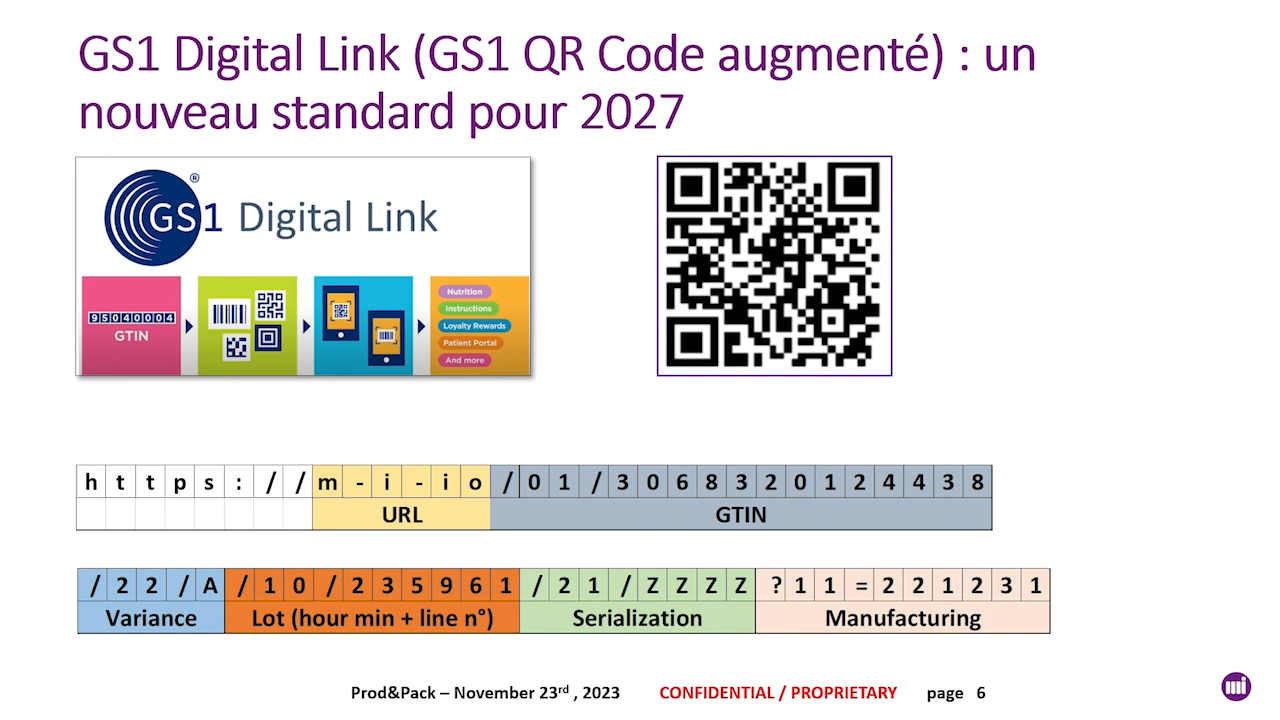 GS1 Digital Link (GS1 QR Code augmenté) : un
nouveau standard pour 2027
GS1 Digital Link
®
95040004
GTIN
Nutrition
Instructions
Loyalty Rewards
Patient Portal
And more
https://m-i-io/01/3068320124438
URL GTIN
/22/A/10/235961/21/ZZZZ?11=221231
Variance Lot (hour min + line n°) Serialization Manufacturing
Prod&Pack – November 23rd , 2023 CONFIDENTIAL / PROPRIETARY page 6
mi